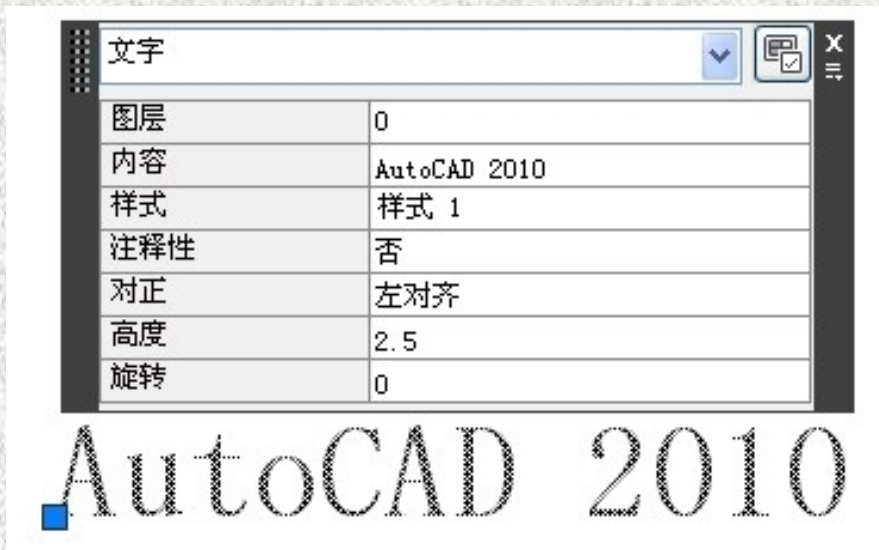 文字
图层 0
内容 AutoCAD 2010
样式 样式 1
注释性 否
对正 左对齐
高度 2.5
旋转 0
AutoCAD 2010